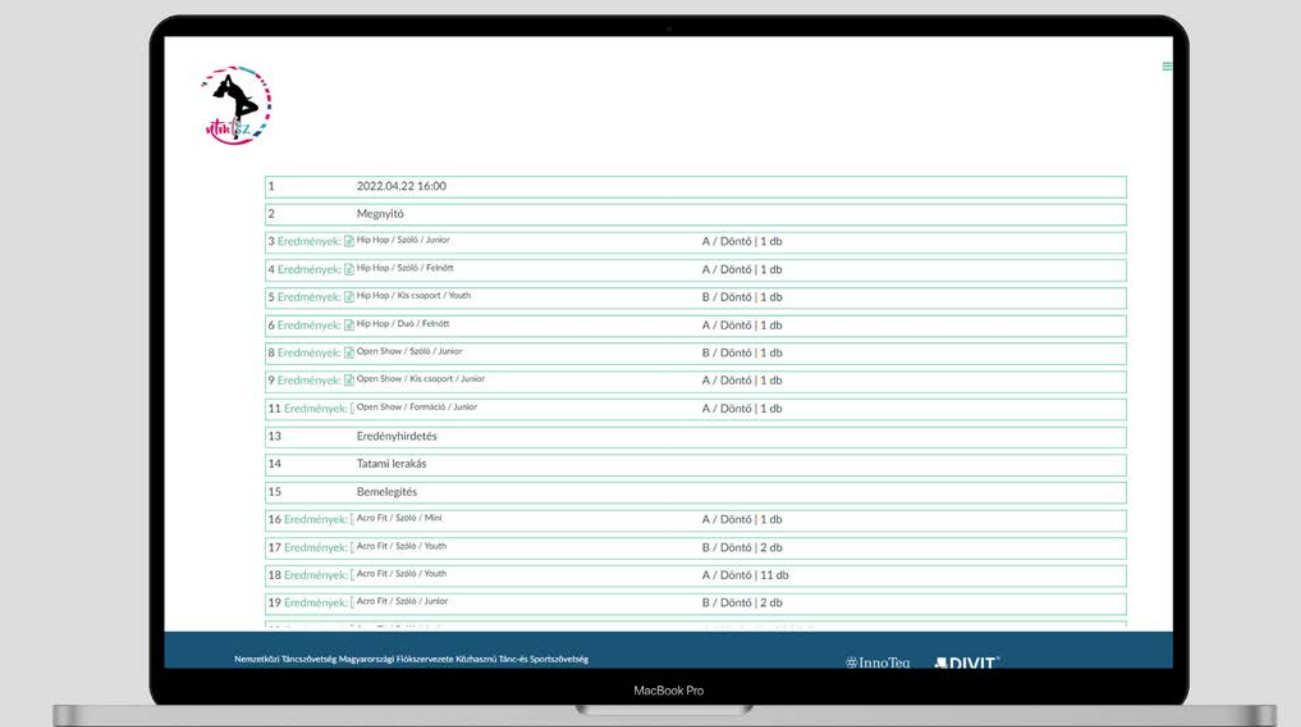 ntmtsz
1 2022.04.22 16:00
2 Megnyitó
3 Eredmények: Hip Hop / Szóló / Junior A / Döntő | 1 db
4 Eredmények: Hip Hop / Szóló / Felnőtt A / Döntő | 1 db
5 Eredmények: Hip Hop / Kis csoport / Youth B / Döntő | 1 db
6 Eredmények: Hip Hop / Duó / Felnőtt A / Döntő | 1 db
8 Eredmények: Open Show / Szóló / Junior B / Döntő | 1 db
9 Eredmények: Open Show / Kis csoport / Junior A / Döntő | 1 db
11 Eredmények: Open Show / Formáció / Junior A / Döntő | 1 db
13 Eredényhirdetés
14 Tatami lerakás
15 Bemelegítés
16 Eredmények: Acro Fit / Szóló / Mini A / Döntő | 1 db
17 Eredmények: Acro Fit / Szóló / Youth B / Döntő | 2 db
18 Eredmények: Acro Fit / Szóló / Youth A / Döntő | 11 db
19 Eredmények: Acro Fit / Szóló / Junior B / Döntő | 2 db
Nemzetközi Táncszövetség Magyarországi Fiókszervezete Közhasznú Tánc-és Sportszövetség InnoTeq DIVIT
MacBook Pro